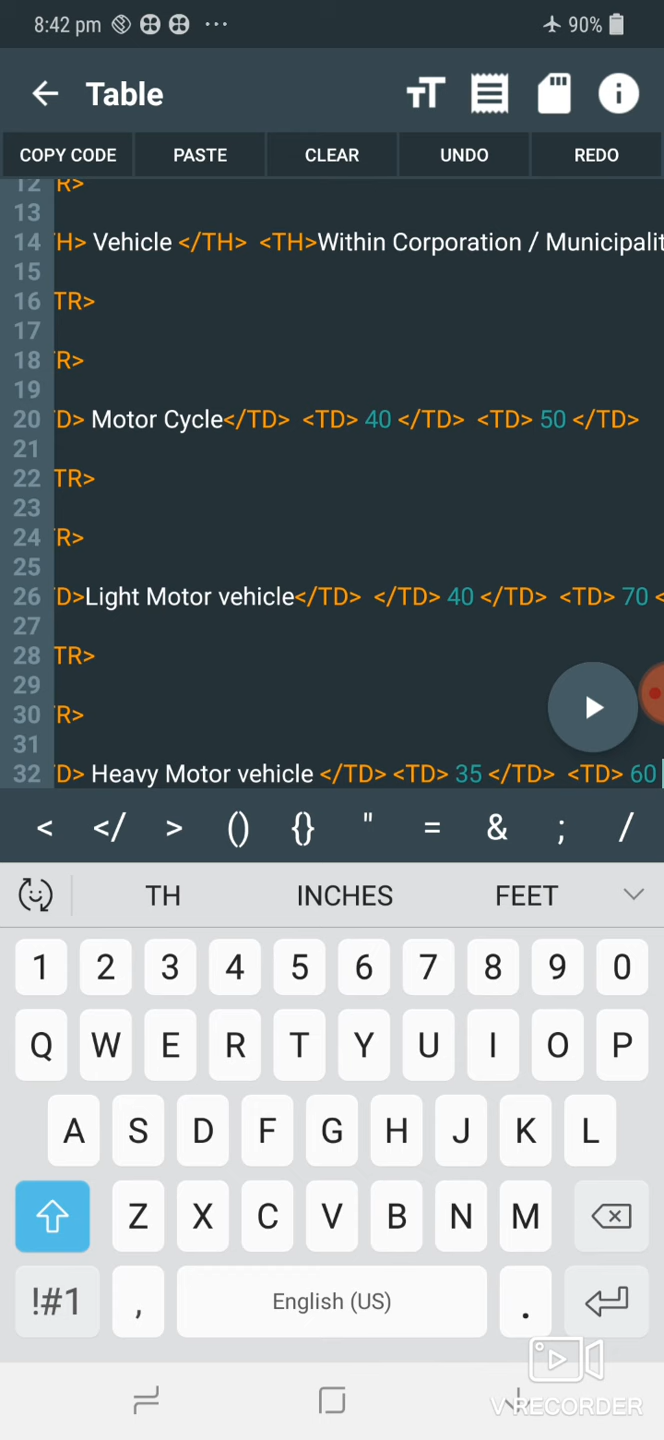 8:42 pm ... 90%
Table TT
COPY CODE PASTE CLEAR UNDO REDO
12 R>
13
14 H> Vehicle </TH> <TH>Within Corporation / Municipalit
15
16 TR>
17
18 R>
19
20 D> Motor Cycle</TD> <TD> 40 </TD> <TD> 50 </TD>
21
22 TR>
23
24 R>
25
26 D>Light Motor vehicle</TD> </TD> 40 </TD> <TD> 70 <
27
28 TR>
29
30 R>
31
32 D> Heavy Motor vehicle </TD> <TD> 35 </TD> <TD> 60
< </ > () {} " = & ; /
TH INCHES FEET
1 2 3 4 5 6 7 8 9 0
Q W E R T Y U I O P
A S D F G H J K L
Z X C V B N M
!#1 , English (US) .
V RECORDER